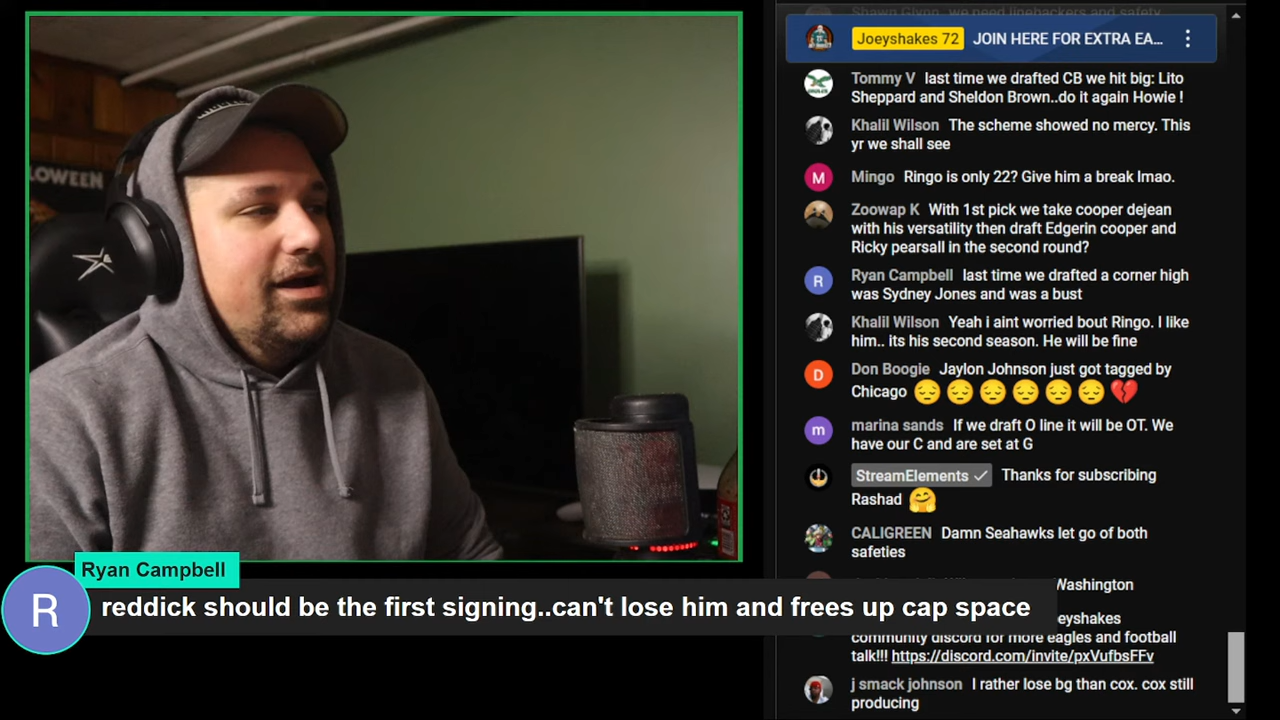 LOWEEN
Ryan Campbell
R
reddick should be the first signing..can't lose him and frees up cap space
Shawn Glynn we need linebackers and safety
Joeyshakes 72 JOIN HERE FOR EXTRA EA...
Tommy V last time we drafted CB we hit big: Lito
Sheppard and Sheldon Brown..do it again Howie !
Khalil Wilson The scheme showed no mercy. This
yr we shall see
M
Mingo Ringo is only 22? Give him a break lmao.
Zoowap K With 1st pick we take cooper dejean
with his versatility then draft Edgerin cooper and
Ricky pearsall in the second round?
R
Ryan Campbell last time we drafted a corner high
was Sydney Jones and was a bust
Khalil Wilson Yeah i aint worried bout Ringo. I like
him.. its his second season. He will be fine
D
Don Boogie Jaylon Johnson just got tagged by
Chicago 😔😔😔😔😔😔💔
m
marina sands If we draft O line it will be OT. We
have our C and are set at G
StreamElements ✓ Thanks for subscribing
Rashad 🤗
CALIGREEN Damn Seahawks let go of both
safeties
Washington
eyshakes
community discord for more eagles and football
talk!!! https://discord.com/invite/pxVufbsFFv
j smack johnson I rather lose bg than cox. cox still
producing